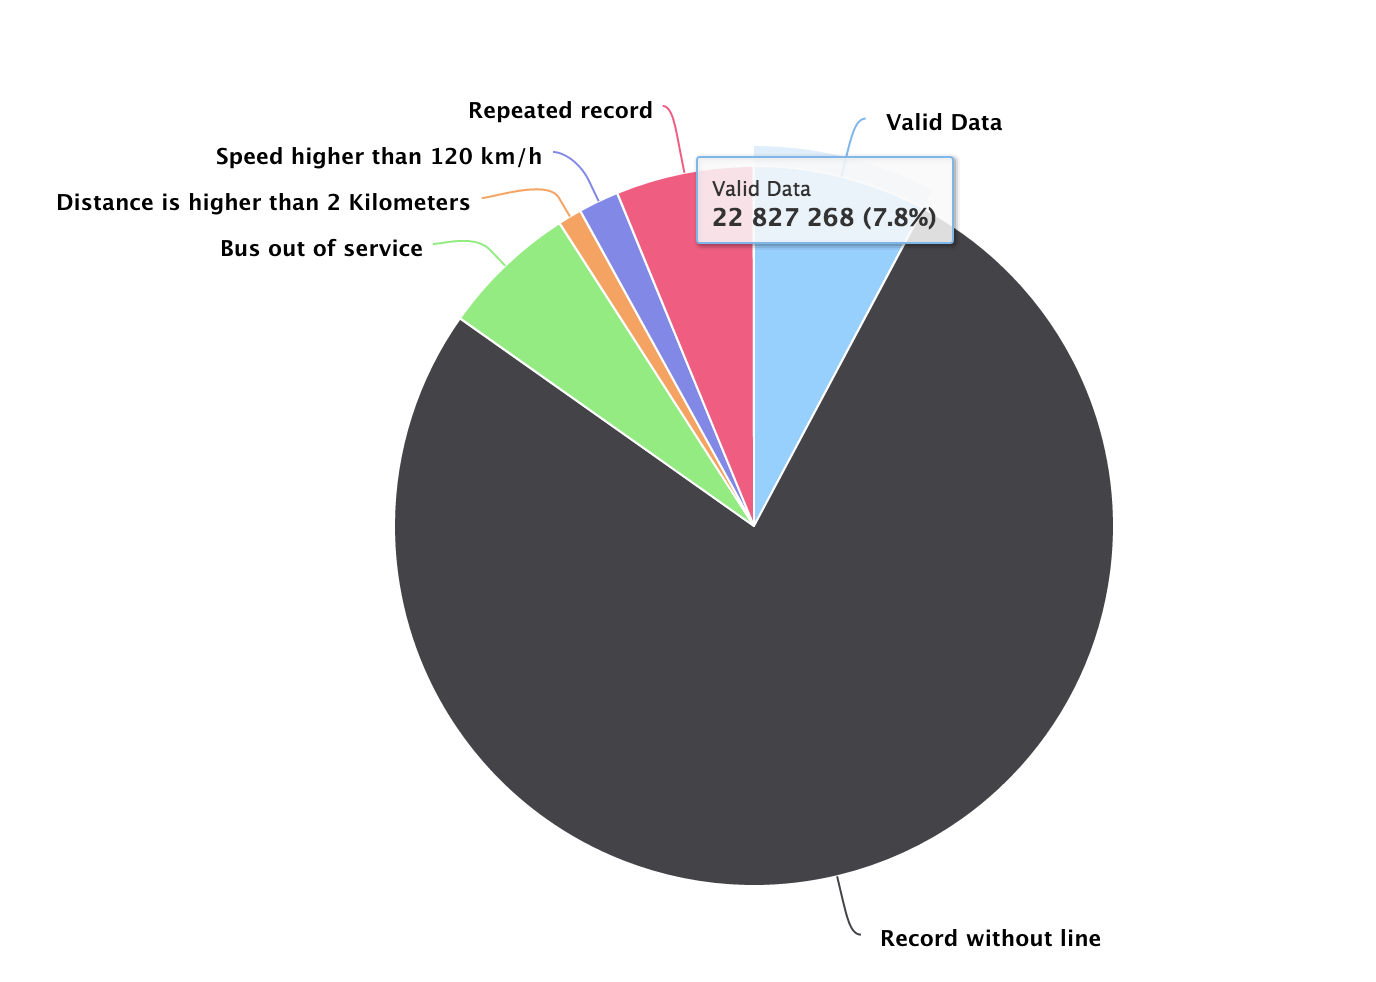 Repeated record
Valid Data
Speed higher than 120 km/h
Valid Data
22 827 268 (7.8%)
Distance is higher than 2 Kilometers
Bus out of service
Record without line